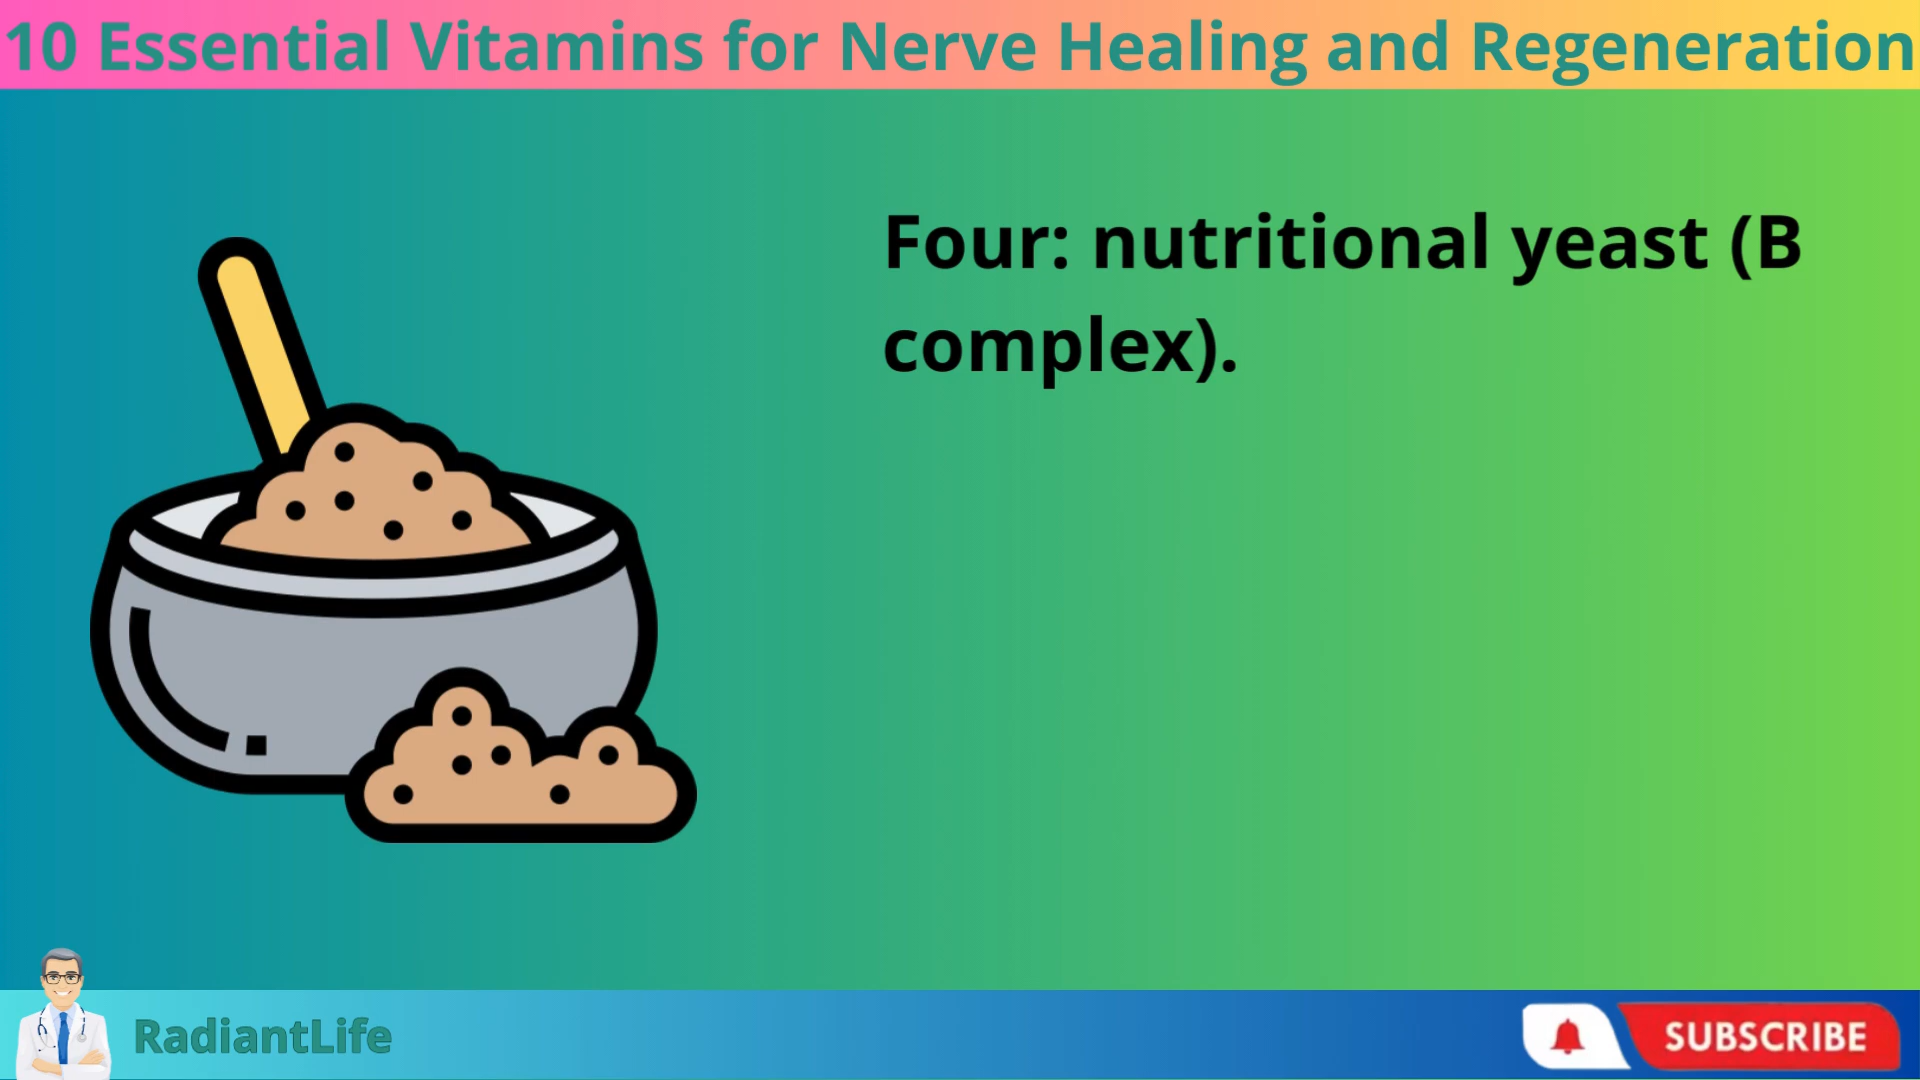 10 Essential Vitamins for Nerve Healing and Regeneration
Four: nutritional yeast (B
complex).
RadiantLife
SUBSCRIBE